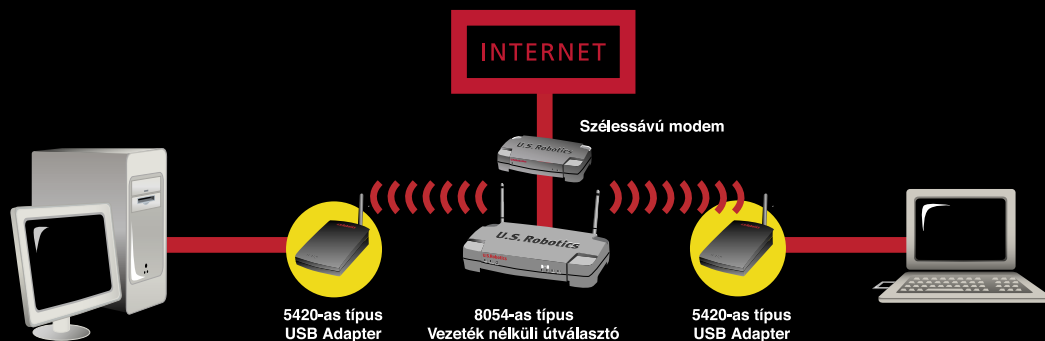 INTERNET
Szélessávú modem
U.S. Robotics
U.S. Robotics
5420-as típus
USB Adapter
8054-as típus
Vezeték nélküli útválasztó
5420-as típus
USB Adapter